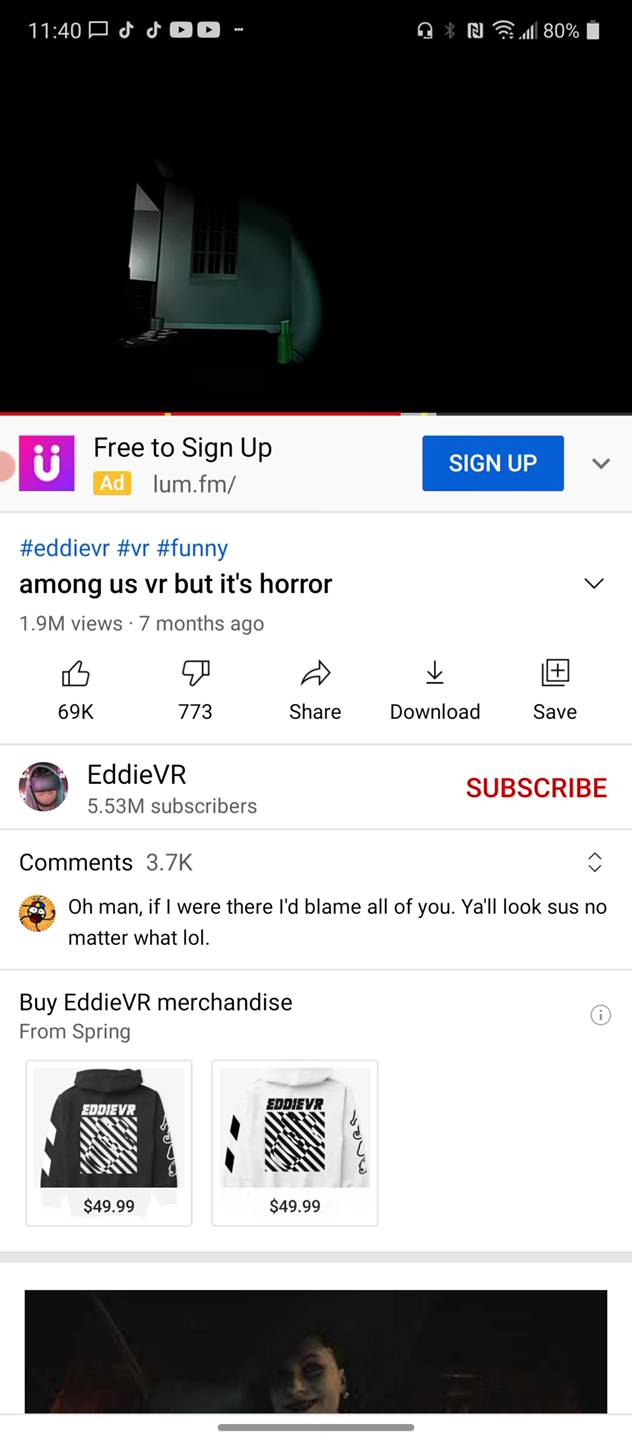 11:40
80%
Free to Sign Up
SIGN UP
Ad lum.fm/
#eddievr #vr #funny
among us vr but it's horror
1.9M views · 7 months ago
69K
773
Share
Download
Save
EddieVR
5.53M subscribers
SUBSCRIBE
Comments 3.7K
Oh man, if I were there I'd blame all of you. Ya'll look sus no
matter what lol.
Buy EddieVR merchandise
From Spring
EDDIEVR
$49.99
EDDIEVR
$49.99